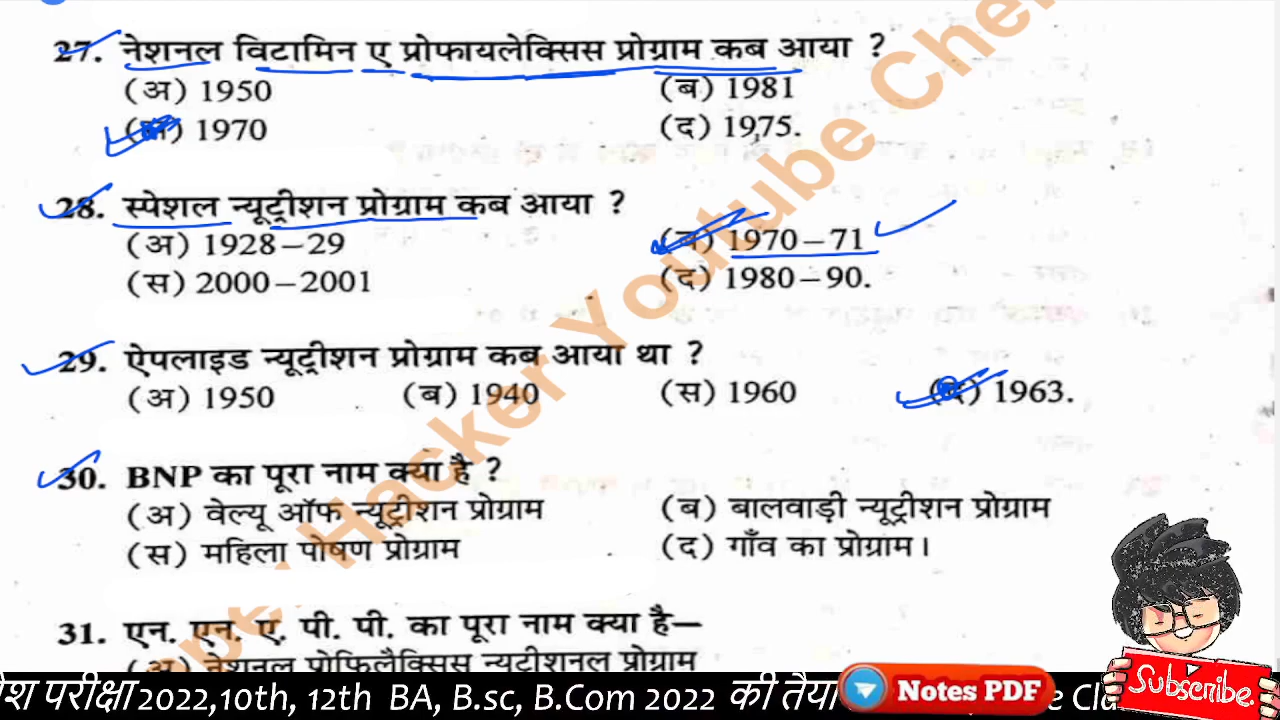 27. नेशनल विटामिन ए प्रोफायलेक्सिस प्रोग्राम कब आया ?
(अ) 1950 (ब) 1981
1970 (द) 1975.
28. स्पेशल न्यूट्रीशन प्रोग्राम कब आया ?
(अ) 1928–29 (ब) 1970–71
(स) 2000–2001 (द) 1980–90.
29. ऐपलाइड न्यूट्रीशन प्रोग्राम कब आया था ?
(अ) 1950 (ब) 1940 (स) 1960 (द) 1963.
30. BNP का पूरा नाम क्या है ?
(अ) वेल्यू ऑफ न्यूट्रीशन प्रोग्राम (ब) बालवाड़ी न्यूट्रीशन प्रोग्राम
(स) महिला पोषण प्रोग्राम (द) गाँव का प्रोग्राम।
31. एन. एन. ए. पी. पी. का पूरा नाम क्या है—
(अ) नेशनल प्रोफिलैक्सिस न्यूटीशनल प्रोग्राम
Hacker Youtube
परीक्षा 2022,10th, 12th BA, B.sc, B.Com 2022 की
Notes PDF
Subscribe